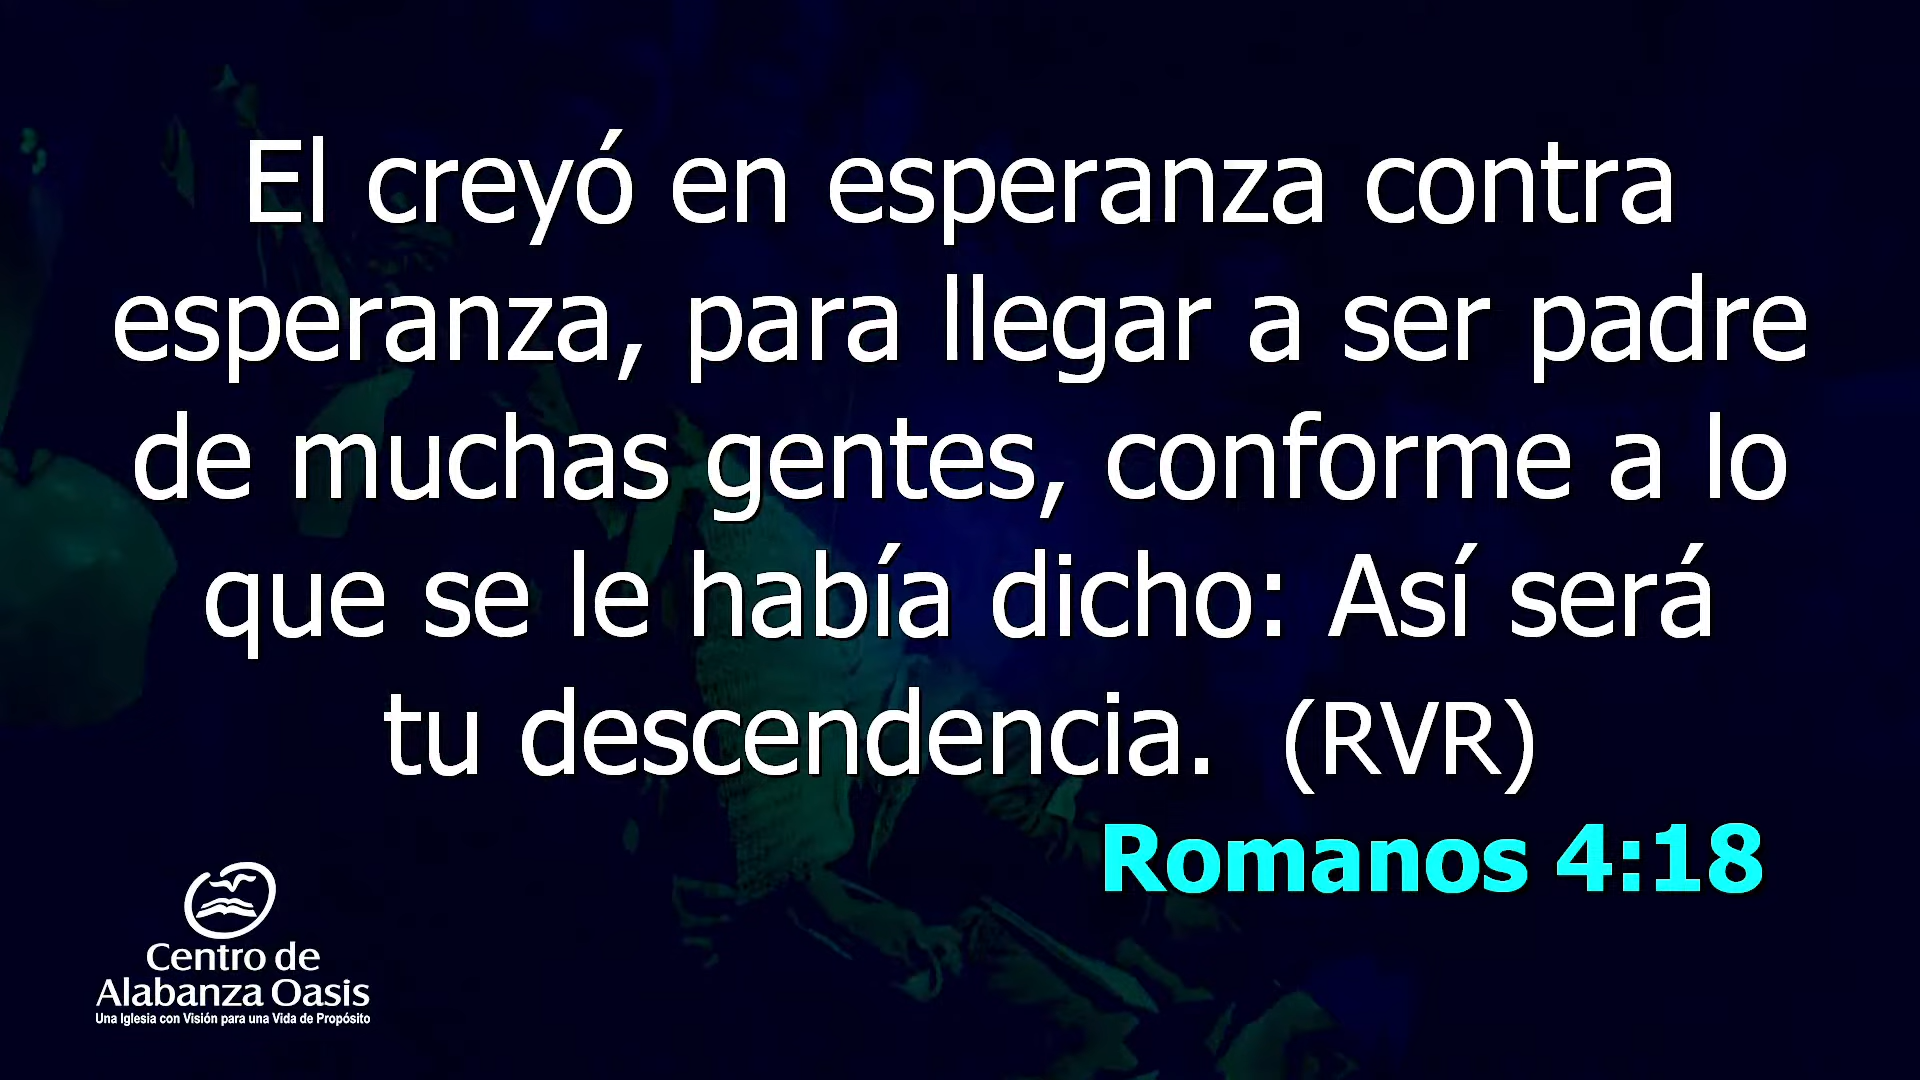 El creyó en esperanza contra
esperanza, para llegar a ser padre
de muchas gentes, conforme a lo
que se le había dicho: Así será
tu descendencia.  (RVR)
Romanos 4:18
Centro de
Alabanza Oasis
Una Iglesia con Visión para una Vida de Propósito